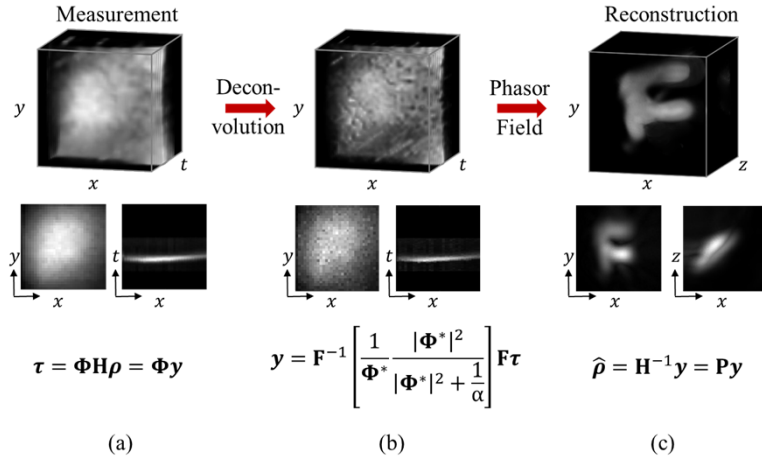 Measurement
Reconstruction
Decon-
volution
Phasor
Field
y
x
t
y
x
t
y
x
z
y
x
t
x
y
x
t
x
y
x
z
x
τ = ΦHρ = Φy
y = F⁻¹ [ 1/Φ* |Φ*|²/(|Φ*|² + 1/α) ] Fτ
ρ̂ = H⁻¹y = Py
(a)
(b)
(c)